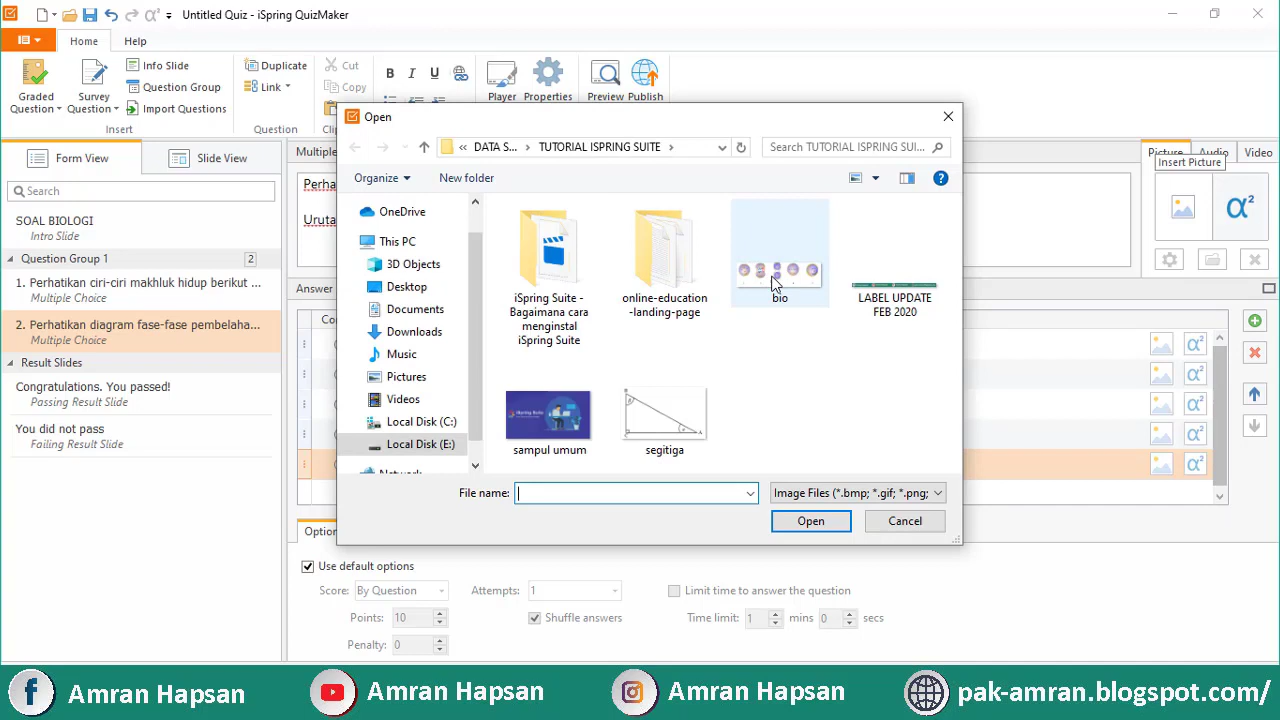 Untitled Quiz - iSpring QuizMaker
Home
Help
Info Slide
Question Group
Import Questions
Graded
Question
Survey
Question
Insert
Duplicate
Link
Question
Cut
Copy
B I U
Player
Properties
Preview
Publish
Form View
Slide View
Search
SOAL BIOLOGI
Intro Slide
Question Group 1
2
1. Perhatikan ciri-ciri makhluk hidup berikut ...
Multiple Choice
2. Perhatikan diagram fase-fase pembelaha...
Multiple Choice
Result Slides
Congratulations. You passed!
Passing Result Slide
You did not pass
Failing Result Slide
Multiple
Perha
Uruta
Picture
Audio
Video
Insert Picture
α²
Open
« DATA S... › TUTORIAL ISPRING SUITE ›
Search TUTORIAL ISPRING SUI...
Organize
New folder
OneDrive
This PC
3D Objects
Desktop
Documents
Downloads
Music
Pictures
Videos
Local Disk (C:)
Local Disk (E:)
Network
iSpring Suite -
Bagaimana cara
menginstal
iSpring Suite
online-education
-landing-page
bio
LABEL UPDATE
FEB 2020
sampul umum
segitiga
File name:
Image Files (*.bmp; *.gif; *.png;
Open
Cancel
Use default options
Score:
By Question
Attempts:
1
Limit time to answer the question
Points:
10
Shuffle answers
Time limit:
1
mins
0
secs
Penalty:
0
Amran Hapsan
Amran Hapsan
Amran Hapsan
pak-amran.blogspot.com/